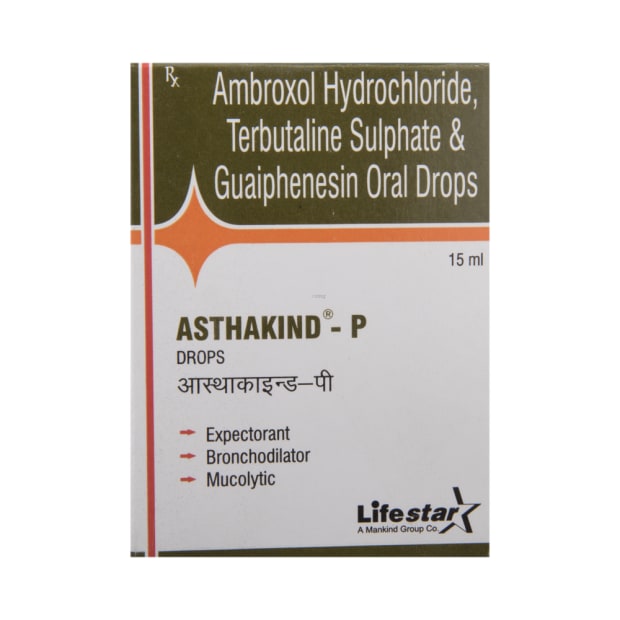 Rx
Ambroxol Hydrochloride,
Terbutaline Sulphate &
Guaiphenesin Oral Drops
15 ml
ASTHAKIND® - P
DROPS
आस्थाकाइन्ड–पी
→ Expectorant
→ Bronchodilator
→ Mucolytic
Lifestar
A Mankind Group Co.